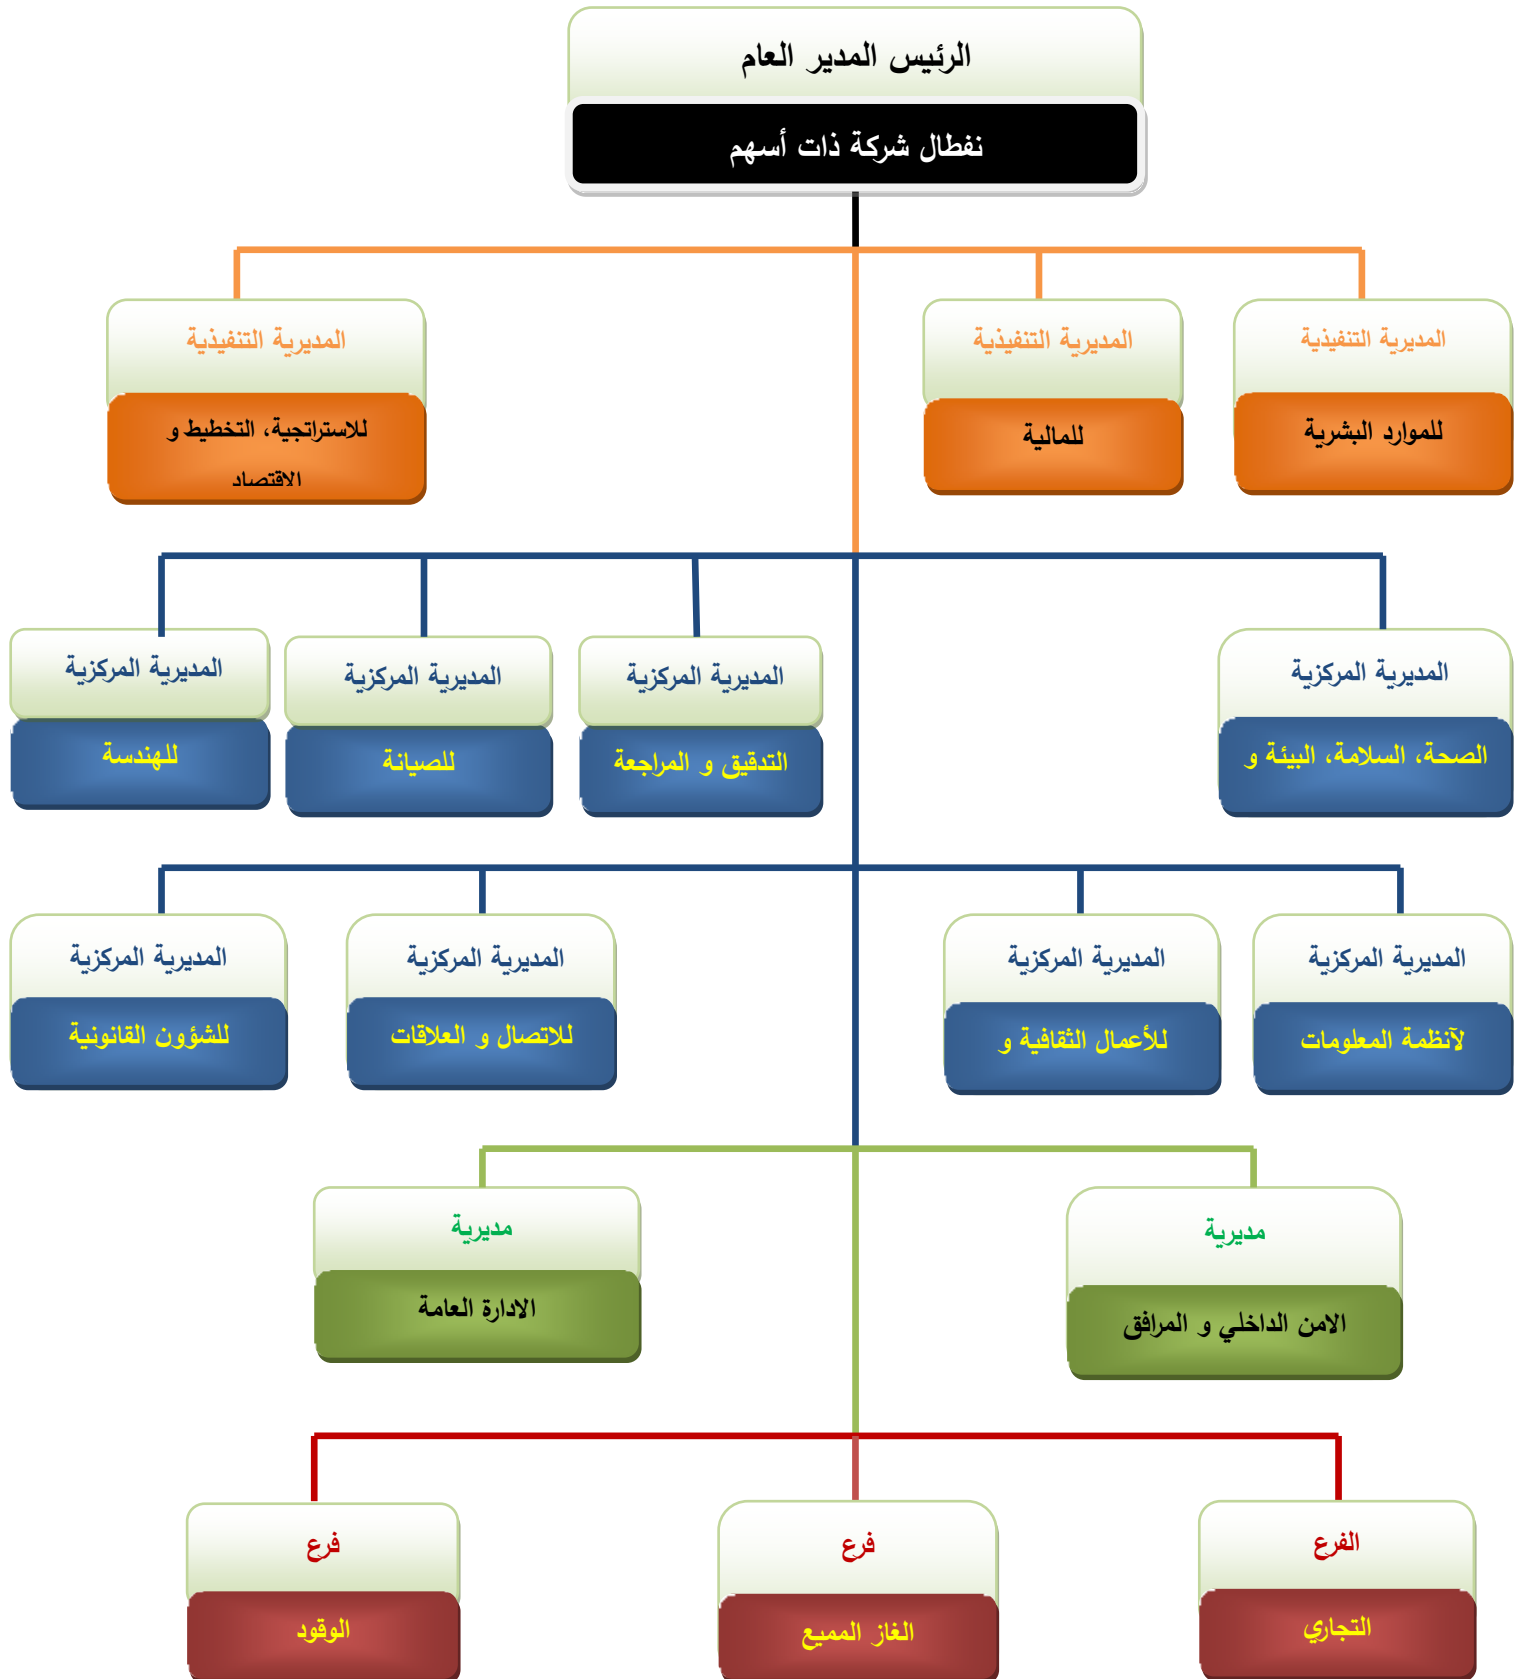 الرئيس المدير العام
نفطال شركة ذات أسهم
المديرية التنفيذية
للموارد البشرية
المديرية التنفيذية
للمالية
المديرية التنفيذية
للاستراتجية، التخطيط و
الاقتصاد
المديرية المركزية
الصحة، السلامة، البيئة و
المديرية المركزية
التدقيق و المراجعة
المديرية المركزية
للصيانة
المديرية المركزية
للهندسة
المديرية المركزية
لآنظمة المعلومات
المديرية المركزية
للأعمال الثقافية و
المديرية المركزية
للاتصال و العلاقات
المديرية المركزية
للشؤون القانونية
مديرية
الامن الداخلي و المرافق
مديرية
الادارة العامة
الفرع
التجاري
فرع
الغاز المميع
فرع
الوقود